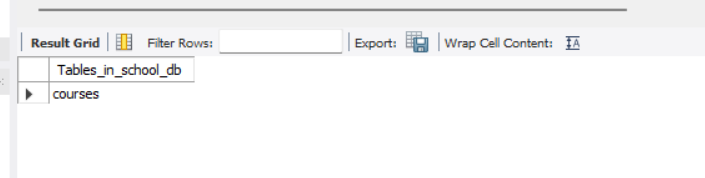 Result Grid Filter Rows: Export: Wrap Cell Content:
Tables_in_school_db
courses